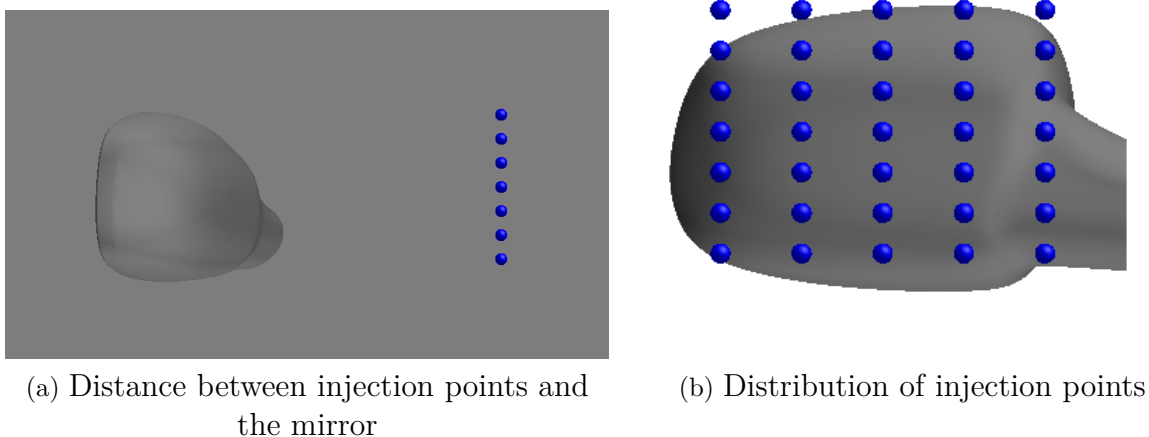 (a) Distance between injection points and
the mirror
(b) Distribution of injection points